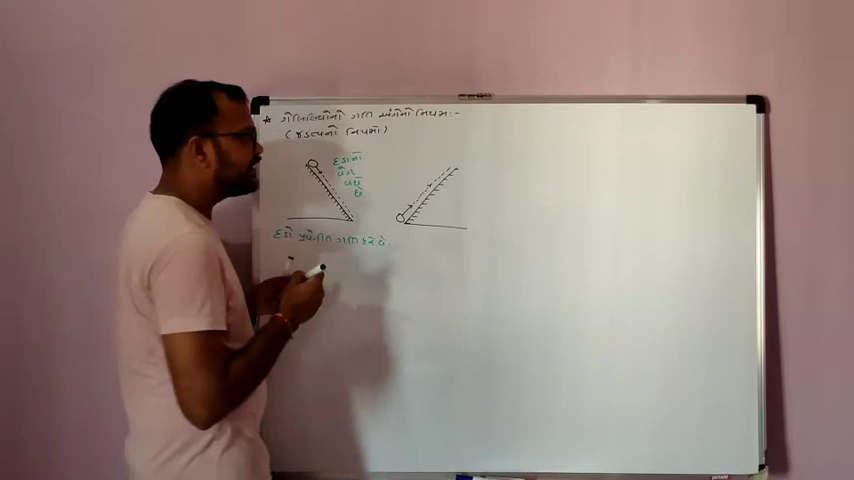 * ગેલિલિયોનો ગતિ અંગેનો નિયમ:-
(જડત્વનો નિયમ)
દડાનો
વેગ
વધે
છે.
દડો પ્રવેગિત ગતિ કરે છે.